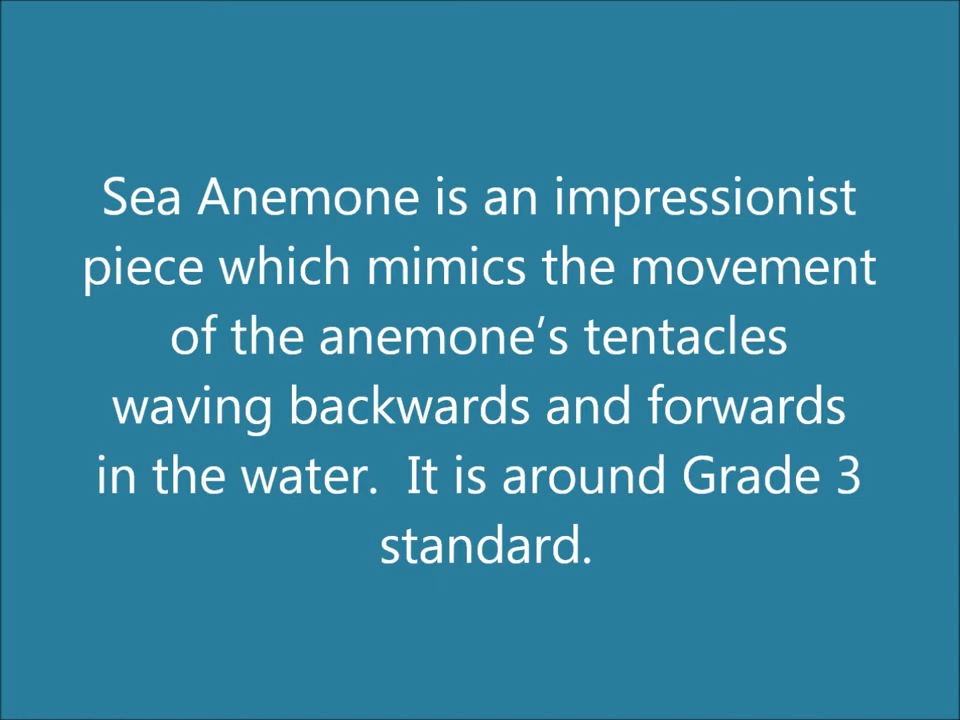 Sea Anemone is an impressionist
piece which mimics the movement
of the anemone’s tentacles
waving backwards and forwards
in the water.  It is around Grade 3
standard.